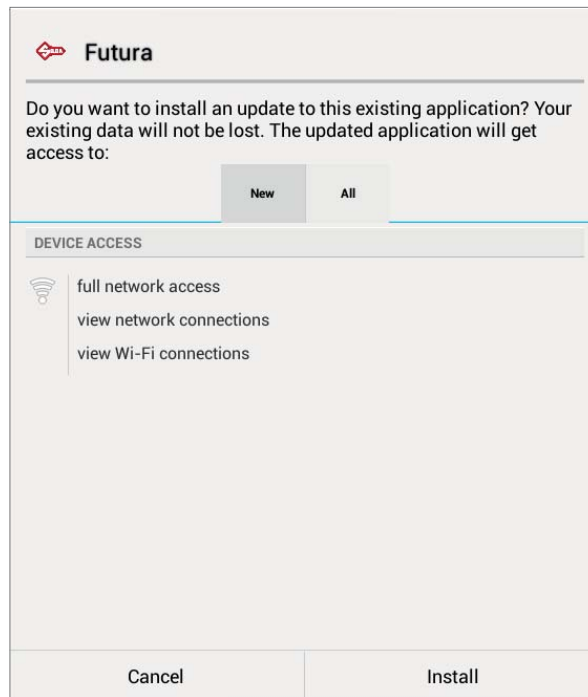 Futura
Do you want to install an update to this existing application? Your
existing data will not be lost. The updated application will get
access to:
New All
DEVICE ACCESS
full network access
view network connections
view Wi-Fi connections
Cancel Install